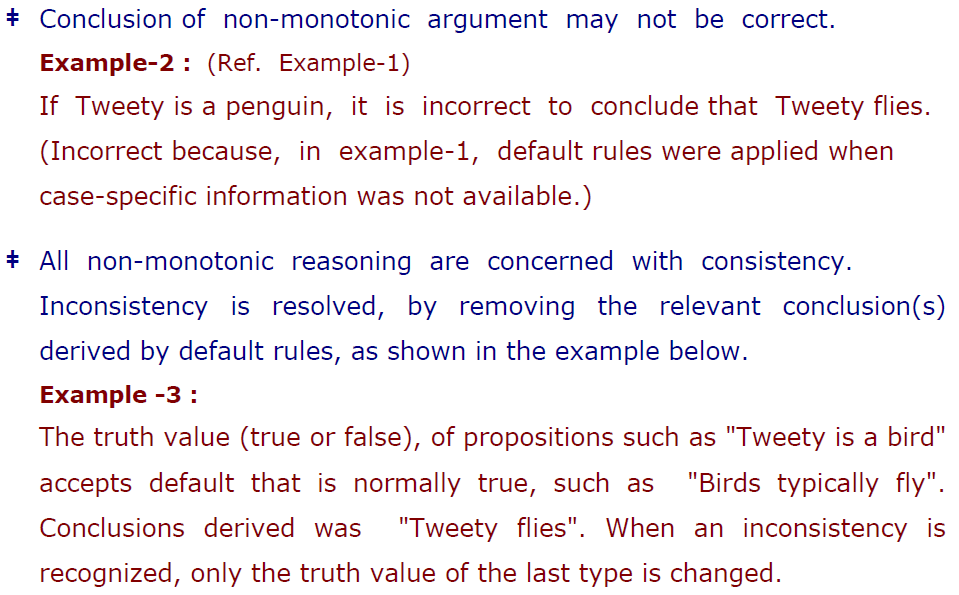 ‡ Conclusion of non-monotonic argument may not be correct.
Example-2 : (Ref. Example-1)
If Tweety is a penguin, it is incorrect to conclude that Tweety flies.
(Incorrect because, in example-1, default rules were applied when
case-specific information was not available.)
‡ All non-monotonic reasoning are concerned with consistency.
Inconsistency is resolved, by removing the relevant conclusion(s)
derived by default rules, as shown in the example below.
Example -3 :
The truth value (true or false), of propositions such as "Tweety is a bird"
accepts default that is normally true, such as "Birds typically fly".
Conclusions derived was "Tweety flies". When an inconsistency is
recognized, only the truth value of the last type is changed.